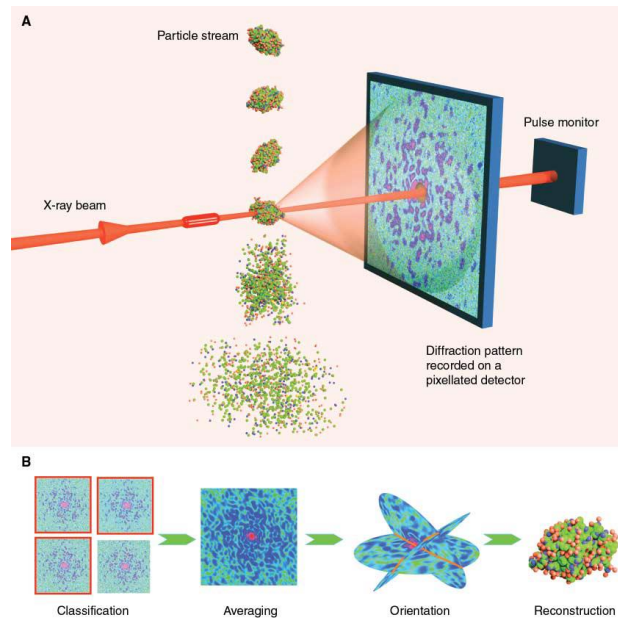 A
Particle stream
Pulse monitor
X-ray beam
Diffraction pattern
recorded on a
pixellated detector
B
Classification
Averaging
Orientation
Reconstruction